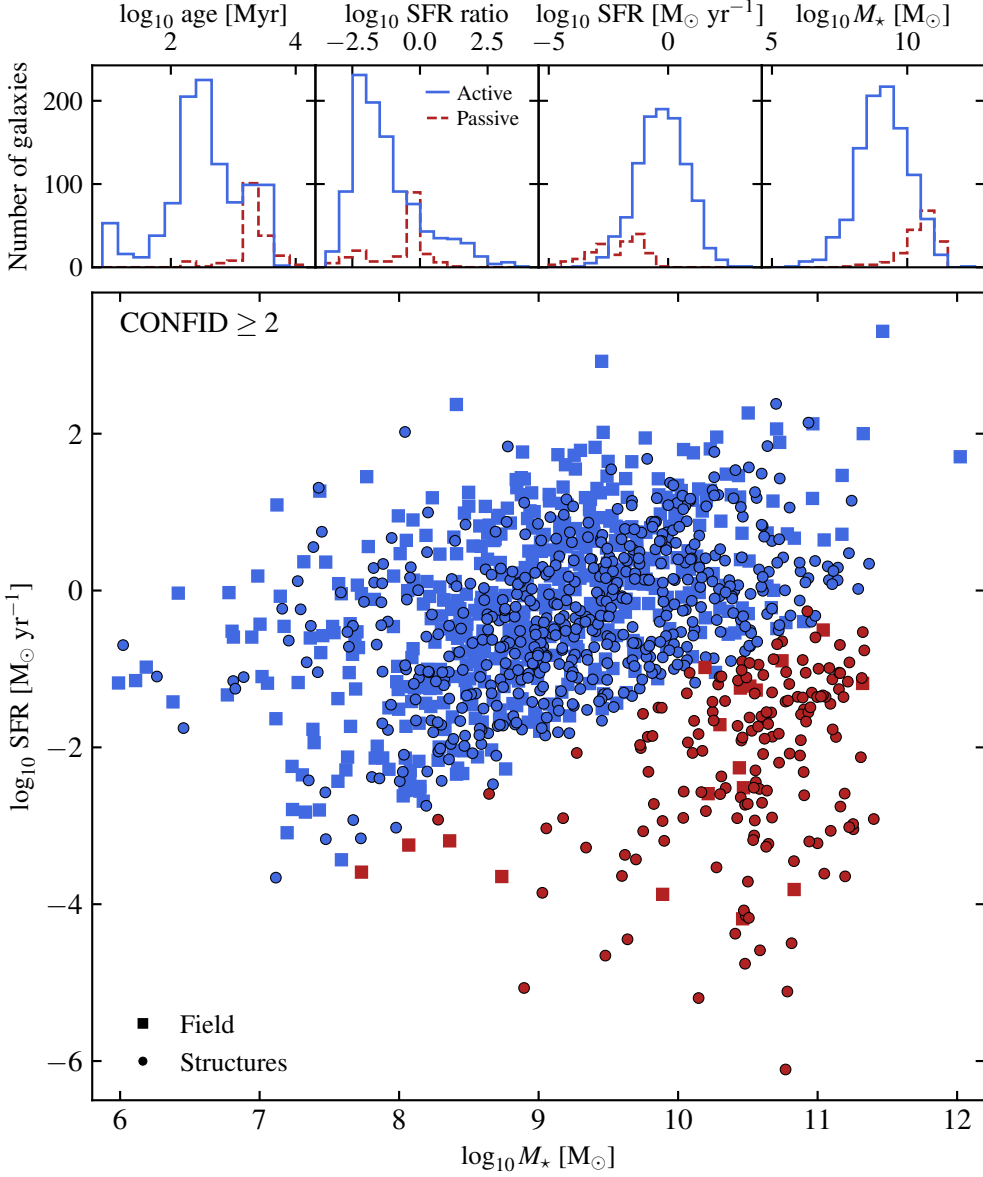 log₁₀ age [Myr] log₁₀ SFR ratio log₁₀ SFR [M⊙ yr⁻¹] log₁₀ M⋆ [M⊙]
2 4 −2.5 0.0 2.5 −5 0 5 10
Number of galaxies
200
100
0
Active
Passive
CONFID ≥ 2
log₁₀ SFR [M⊙ yr⁻¹]
2
0
−2
−4
−6
Field
Structures
6 7 8 9 10 11 12
log₁₀ M⋆ [M⊙]